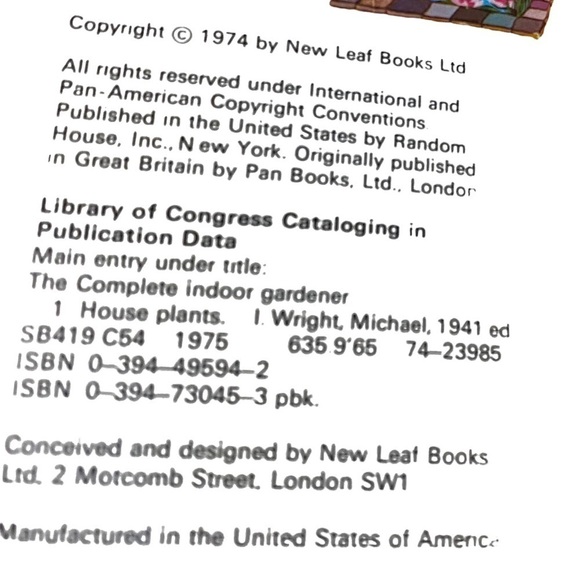 Copyright © 1974 by New Leaf Books Ltd
All rights reserved under International and
Pan-American Copyright Conventions
Published in the United States by Random
House, Inc., New York. Originally published
in Great Britain by Pan Books, Ltd., London
Library of Congress Cataloging in
Publication Data
Main entry under title:
The Complete indoor gardener
1 House plants. I. Wright, Michael, 1941 ed
SB419 C54 1975 635.9'65 74–23985
ISBN 0–394–49594–2
ISBN 0–394–73045–3 pbk.
Conceived and designed by New Leaf Books
Ltd. 2 Motcomb Street. London SW1
Manufactured in the United States of America